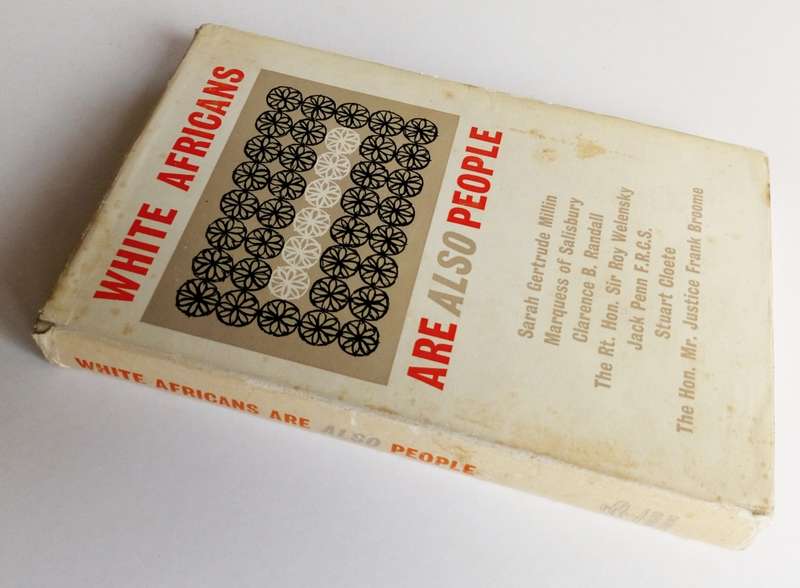 WHITE AFRICANS
ARE ALSO PEOPLE
Sarah Gertrude Millin
Marquess of Salisbury
Clarence B. Randall
The Rt. Hon. Sir Roy Welensky
Jack Penn F.R.C.S.
Stuart Cloete
The Hon. Mr. Justice Frank Broome
WHITE AFRICANS ARE ALSO PEOPLE